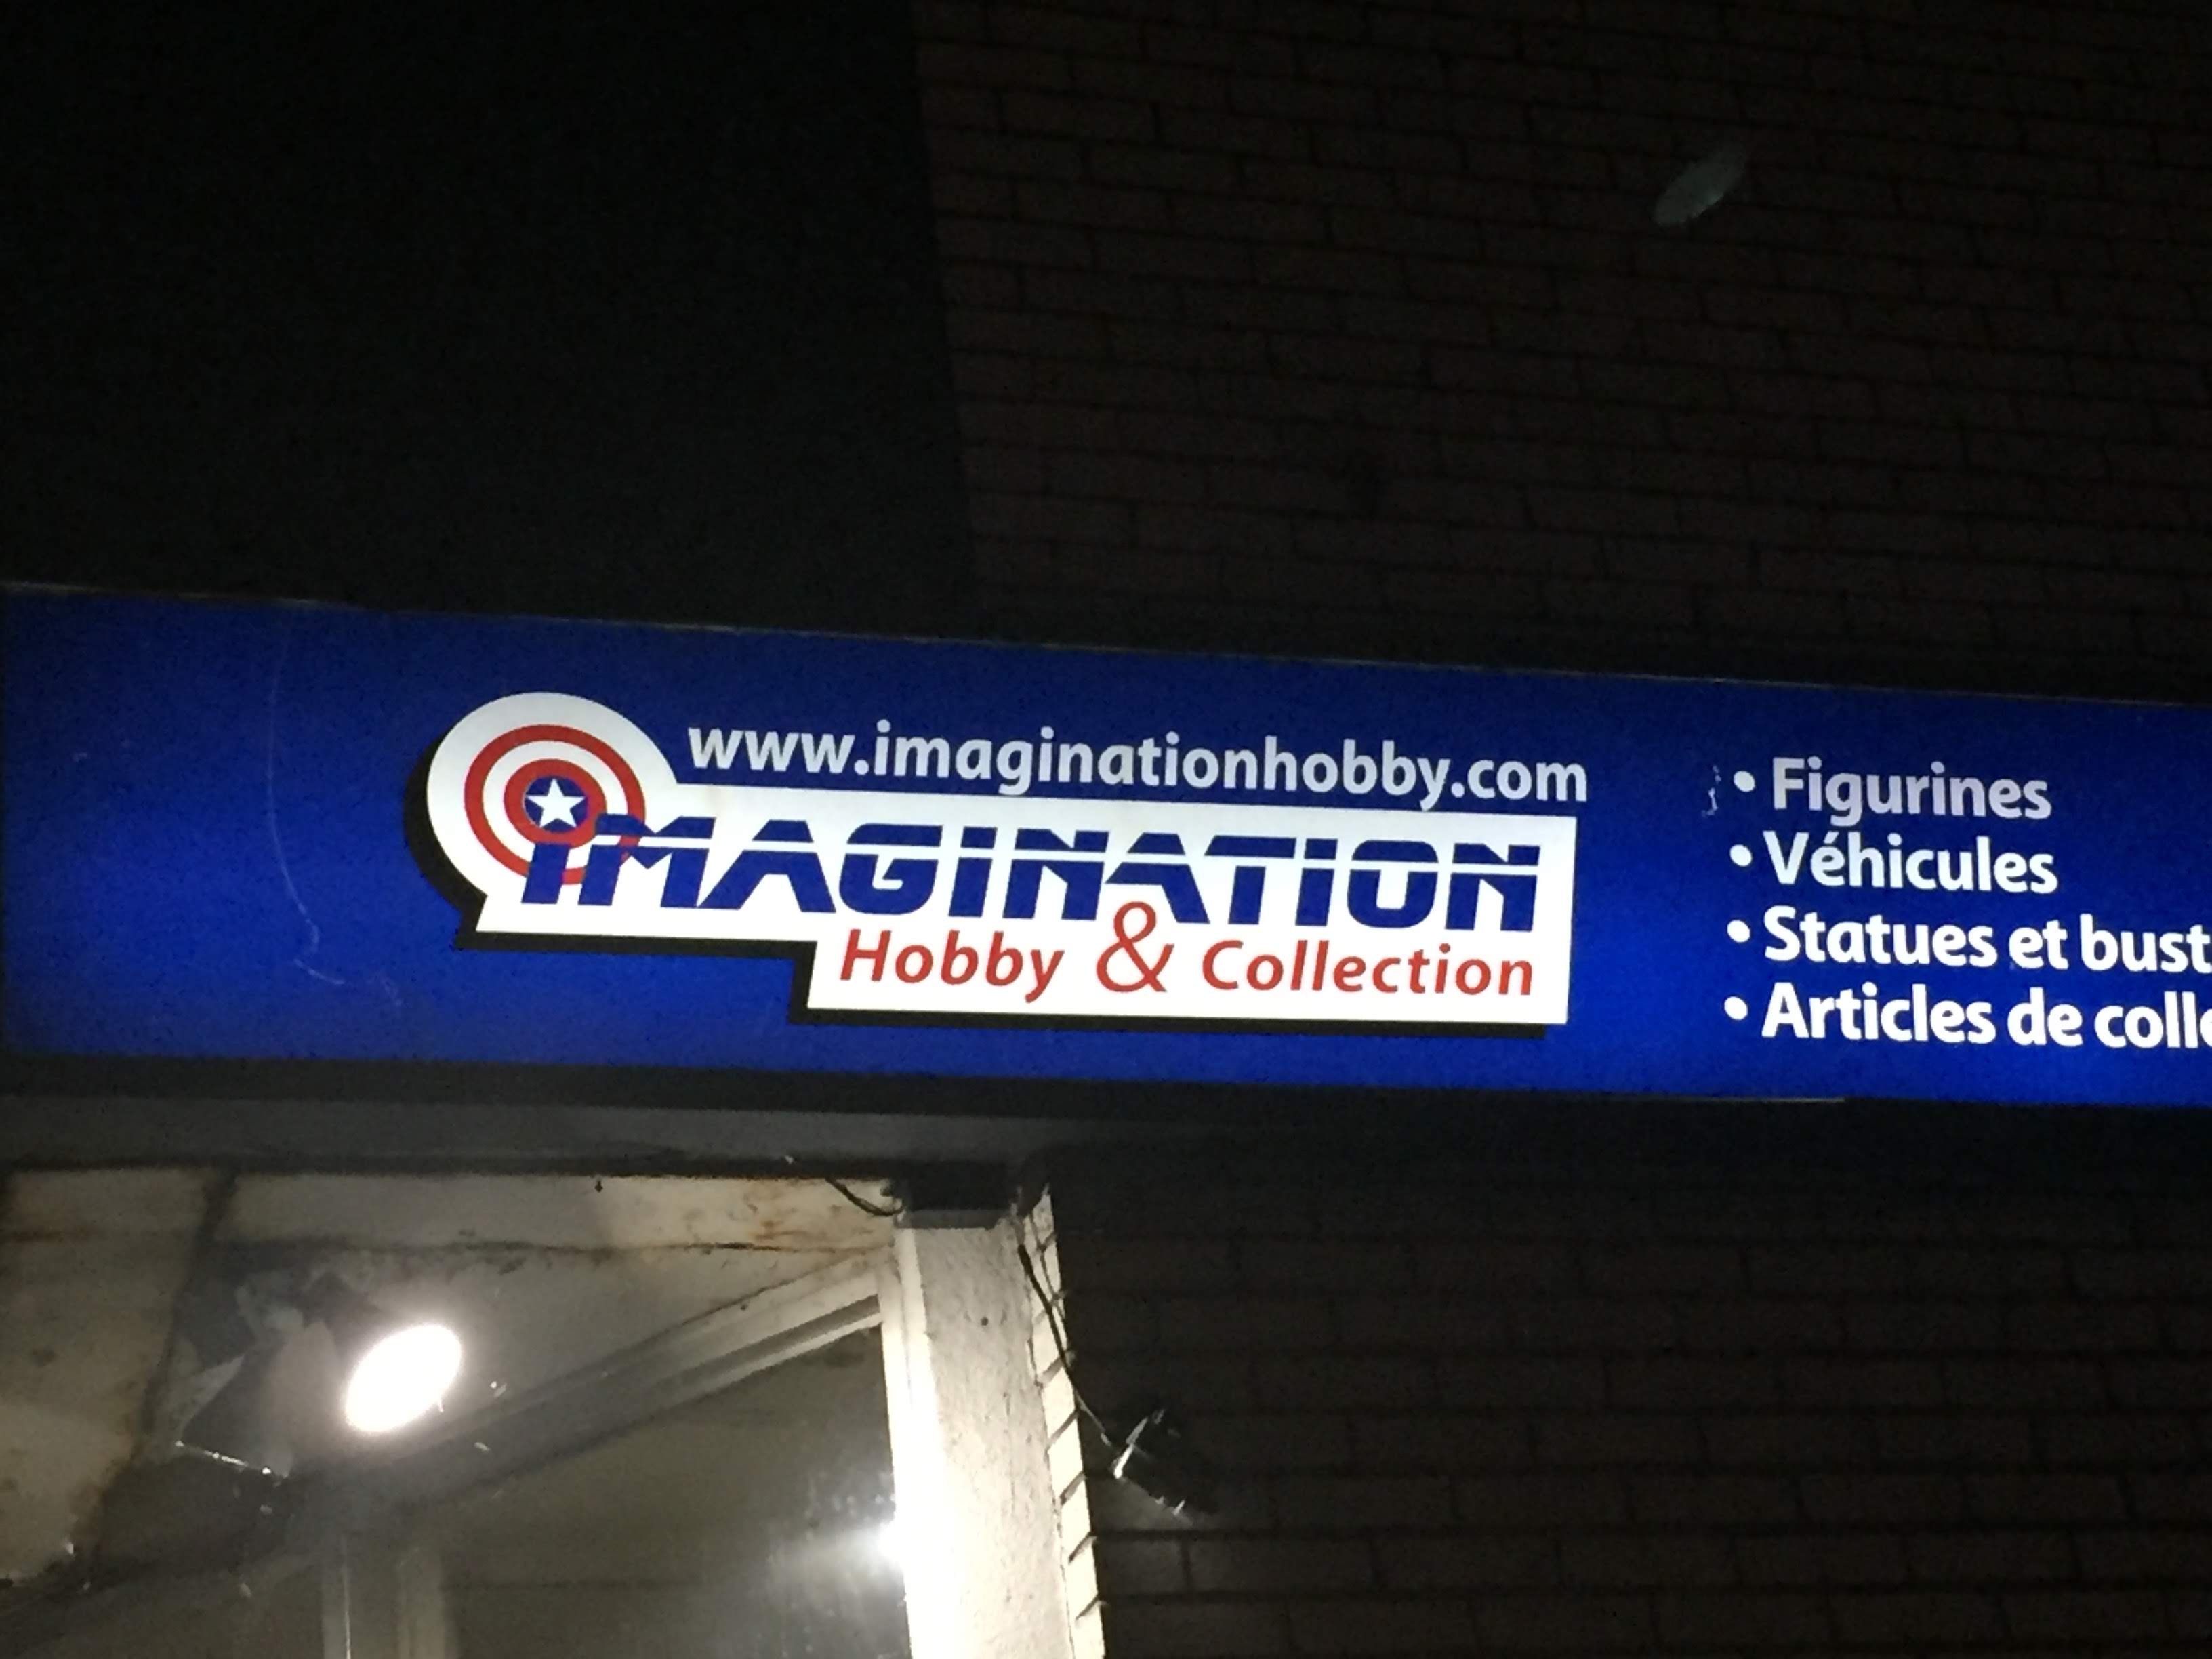 www.imaginationhobby.com
IMAGINATION
Hobby & Collection
• Figurines
• Véhicules
• Statues et bust
• Articles de colle